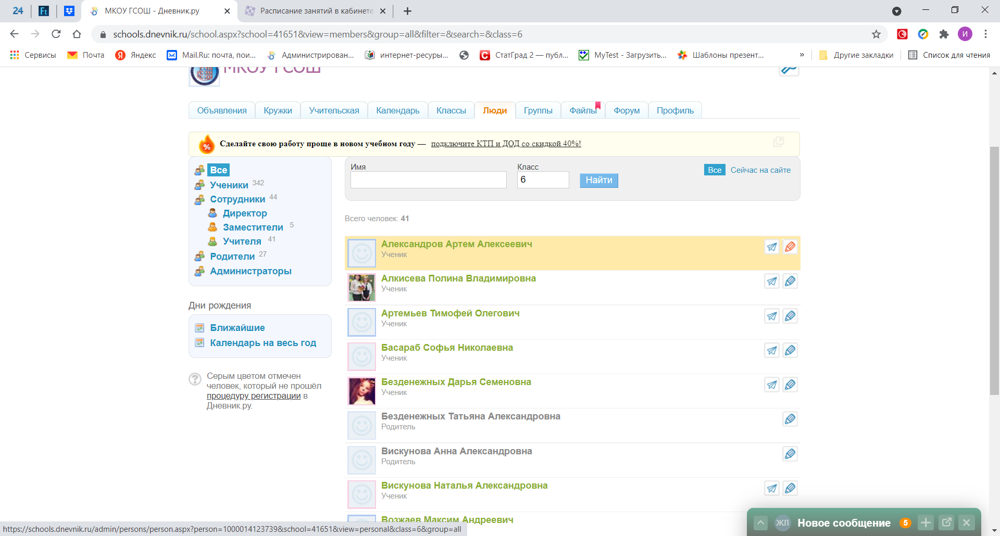 24
Ft
МКОУ ГСОШ - Дневник.ру
Расписание занятий в кабинете
schools.dnevnik.ru/school.aspx?school=41651&view=members&group=all&filter=&search=&class=6
И
Сервисы
Почта
Я
Яндекс
Mail.Ru: почта, пои...
Администрирован...
интернет-ресуры...
С
СтатГрад 2 — публ...
MyTest - Загрузить...
Шаблоны презент...
»
Другие закладки
Список для чтения
МКОУ ГСОШ
Объявления
Кружки
Учительская
Календарь
Классы
Люди
Группы
Файлы
Форум
Профиль
%
Сделайте свою работу проще в новом учебном году — подключите КТП и ДОД со скидкой 40%!
Все
Ученики 342
Сотрудники 44
Директор
Заместители 5
Учителя 41
Родители 27
Администраторы
Дни рождения
Ближайшие
Календарь на весь год
?
Серым цветом отмечен
человек, который не прошёл
процедуру регистрации в
Дневник.ру.
Имя
Класс
6
Найти
Все
Сейчас на сайте
Всего человек: 41
Александров Артем Алексеевич
Ученик
Алкисева Полина Владимировна
Ученик
Артемьев Тимофей Олегович
Ученик
Басараб Софья Николаевна
Ученик
Безденежных Дарья Семеновна
Ученик
Безденежных Татьяна Александровна
Родитель
Вискунова Анна Александровна
Родитель
Вискунова Наталья Александровна
Ученик
Возжаев Максим Андреевич
ЖЛ
Новое сообщение
5
https://schools.dnevnik.ru/admin/persons/person.aspx?person=1000014123739&school=41651&view=personal&class=6&group=all